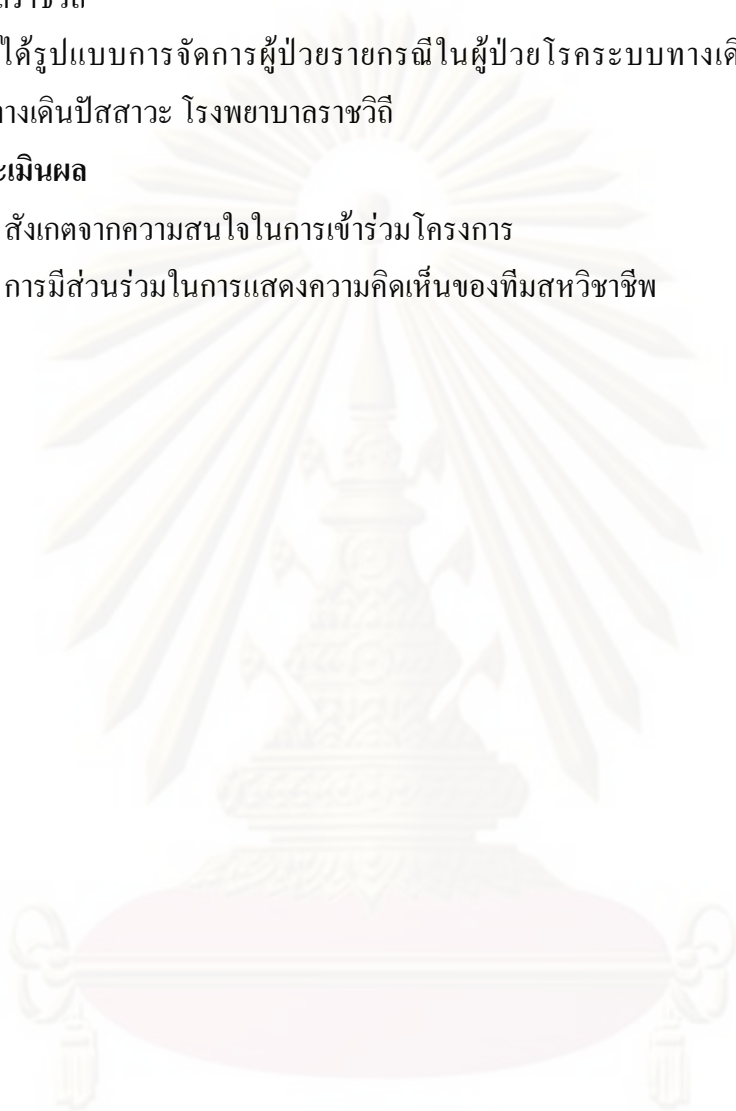 ได้รูปแบบการจัดการผู้ป่วยรายกรณีในผู้ป่วยโรคระบบทางเดิ
ทางเดินปัสสาวะ โรงพยาบาลราชวิถี
ะเมินผล
สังเกตจากความสนใจในการเข้าร่วมโครงการ
การมีส่วนร่วมในการแสดงความคิดเห็นของทีมสหวิชาชีพ